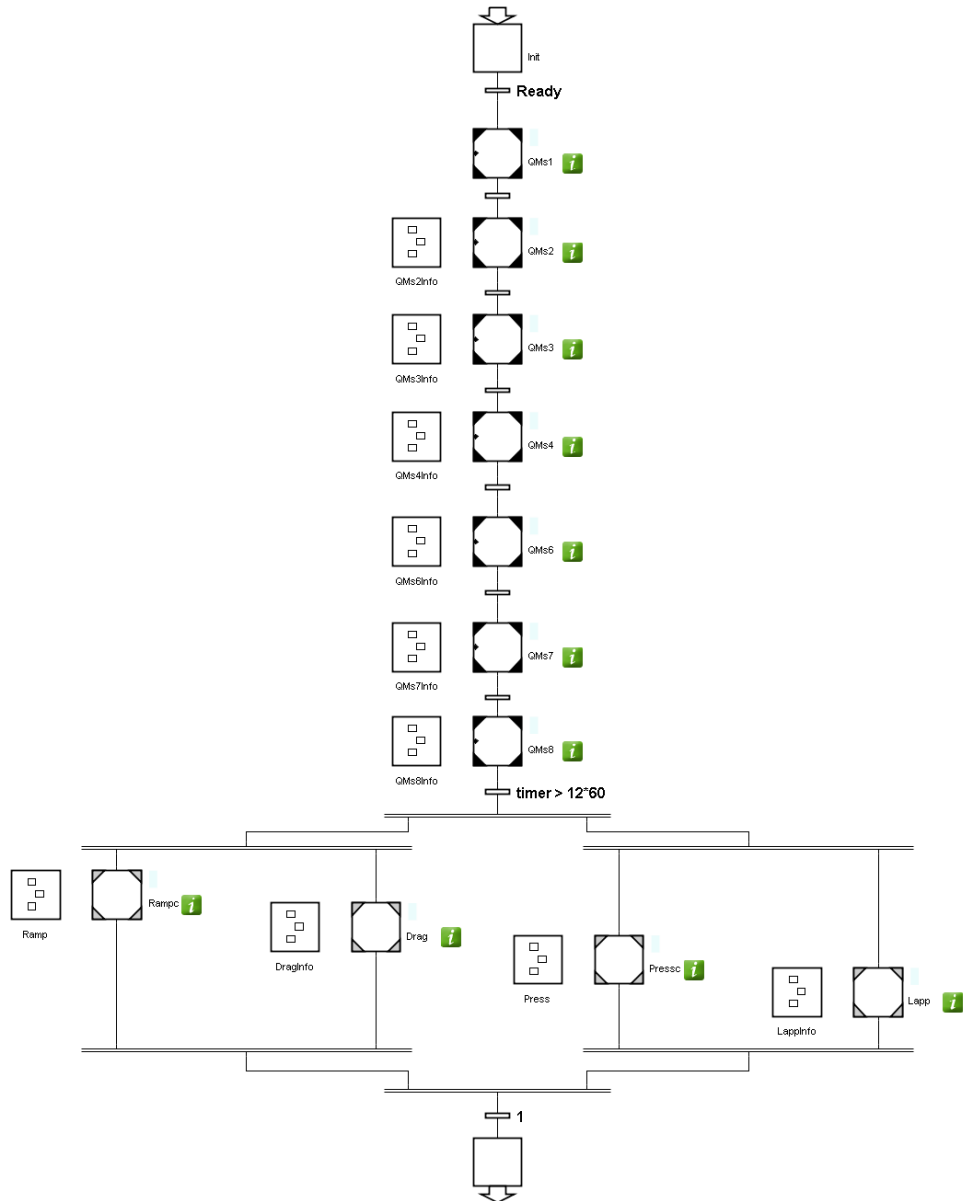 Init
Ready
QMs1
i
QMs2
i
QMs2Info
QMs3
i
QMs3Info
QMs4
i
QMs4Info
QMs6
i
QMs6Info
QMs7
i
QMs7Info
QMs8
i
QMs8Info
timer > 12*60
Rampc
i
Ramp
Drag
i
DragInfo
Pressc
i
Press
Lapp
i
LappInfo
1